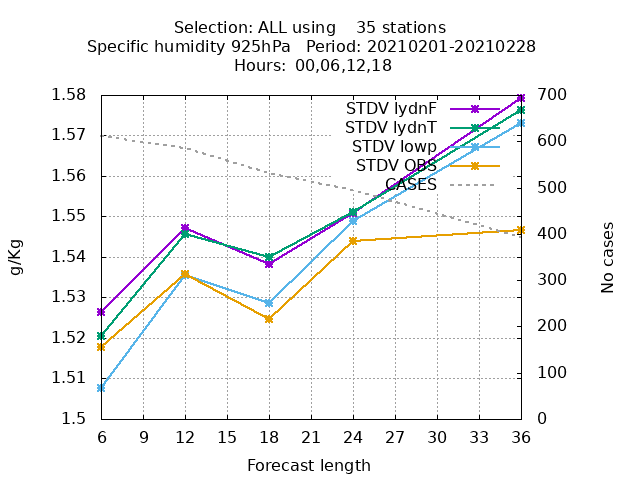 Selection: ALL using    35 stations
Specific humidity 925hPa   Period: 20210201-20210228
Hours: 00,06,12,18
STDV lydnF
STDV lydnT
STDV lowp
STDV OBS
CASES
1.58
1.57
1.56
1.55
1.54
1.53
1.52
1.51
1.5
700
600
500
400
300
200
100
0
g/Kg
No cases
6 9 12 15 18 21 24 27 30 33 36
Forecast length